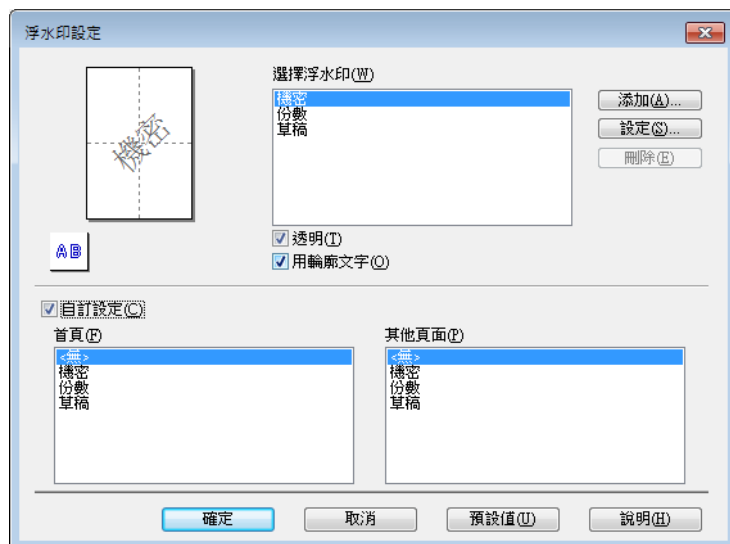 浮水印設定
選擇浮水印(W)
機密
份數
草稿
添加(A)...
設定(S)...
刪除(E)
機密
AB
透明(T)
用輪廓文字(O)
自訂設定(C)
首頁(F)
<無>
機密
份數
草稿
其他頁面(P)
<無>
機密
份數
草稿
確定
取消
預設值(U)
說明(H)